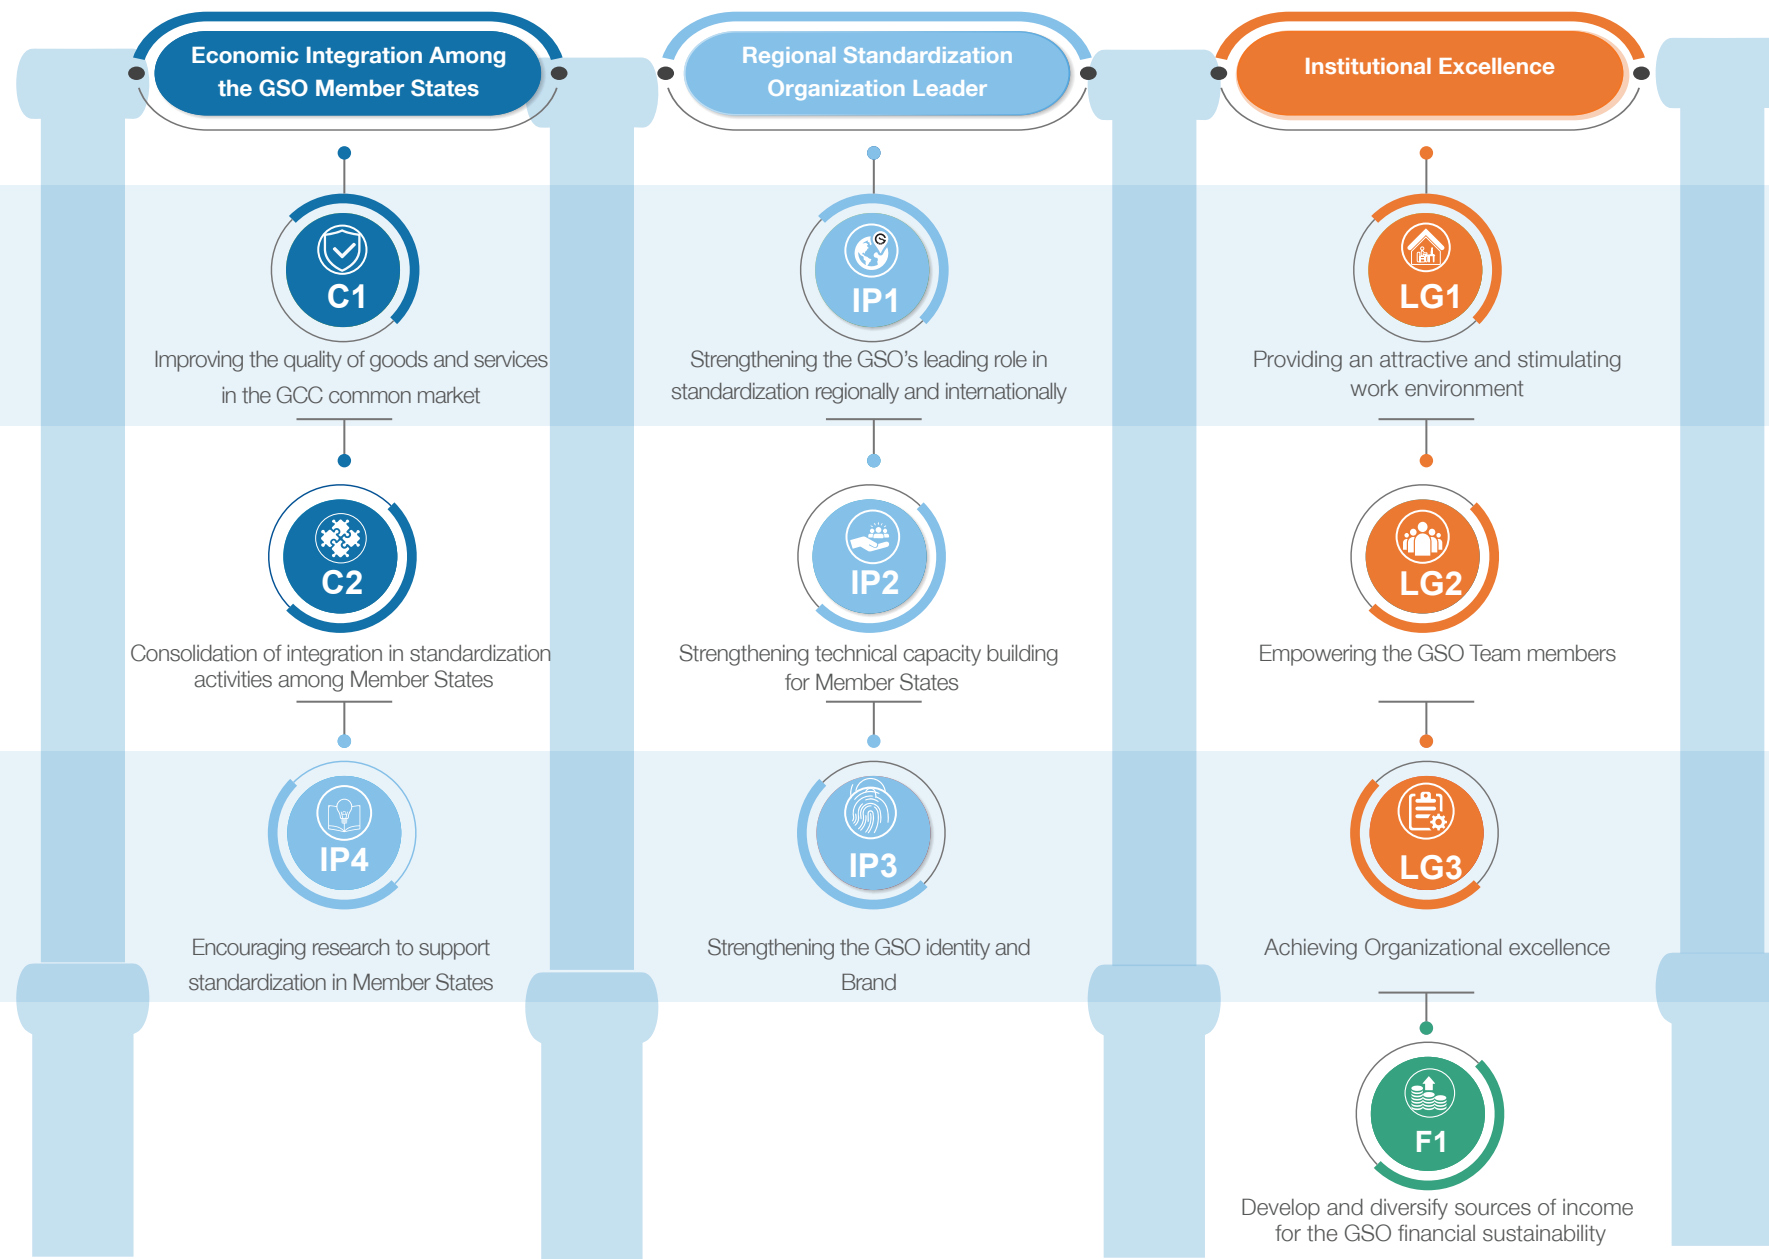 Economic Integration Among
the GSO Member States
C1
Improving the quality of goods and services
in the GCC common market
C2
Consolidation of integration in standardization
activities among Member States
IP4
Encouraging research to support
standardization in Member States
Regional Standardization
Organization Leader
G
IP1
Strengthening the GSO’s leading role in
standardization regionally and internationally
IP2
Strengthening technical capacity building
for Member States
IP3
Strengthening the GSO identity and
Brand
Institutional Excellence
LG1
Providing an attractive and stimulating
work environment
LG2
Empowering the GSO Team members
LG3
Achieving Organizational excellence
F1
Develop and diversify sources of income
for the GSO financial sustainability